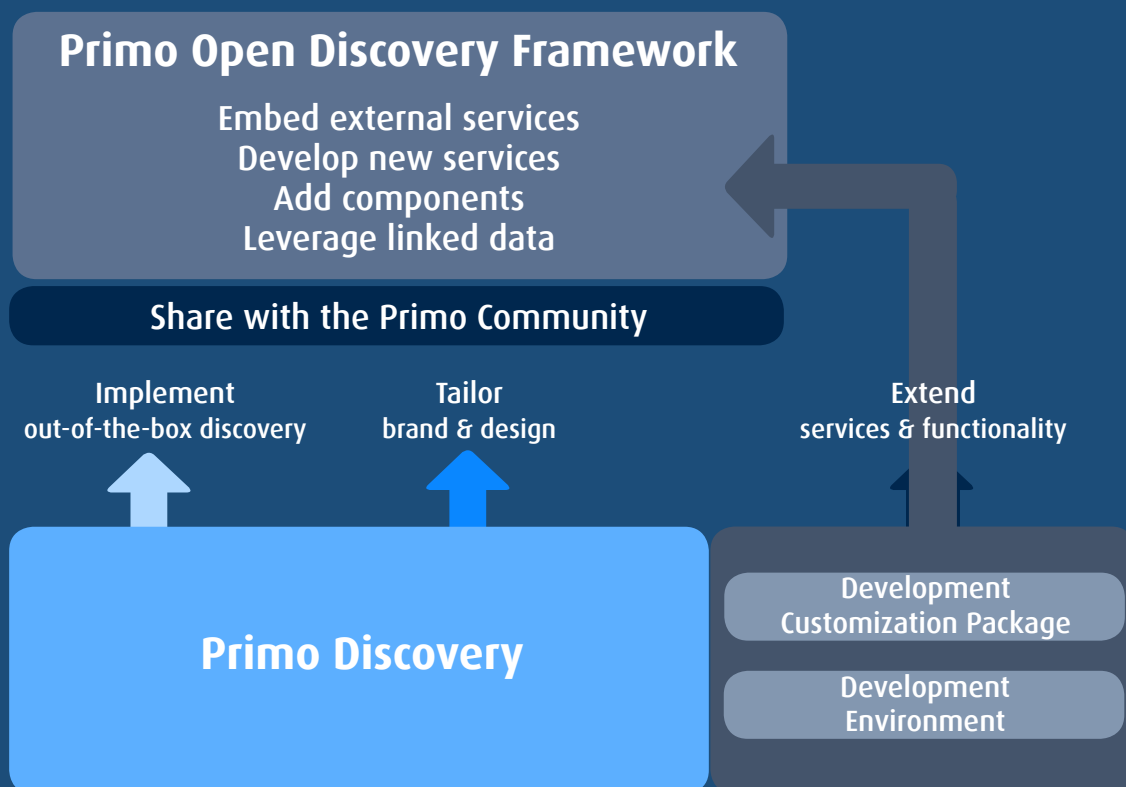 Primo Open Discovery Framework
Embed external services
Develop new services
Add components
Leverage linked data
Share with the Primo Community
Implement
out-of-the-box discovery
Tailor
brand & design
Extend
services & functionality
Primo Discovery
Development
Customization Package
Development
Environment